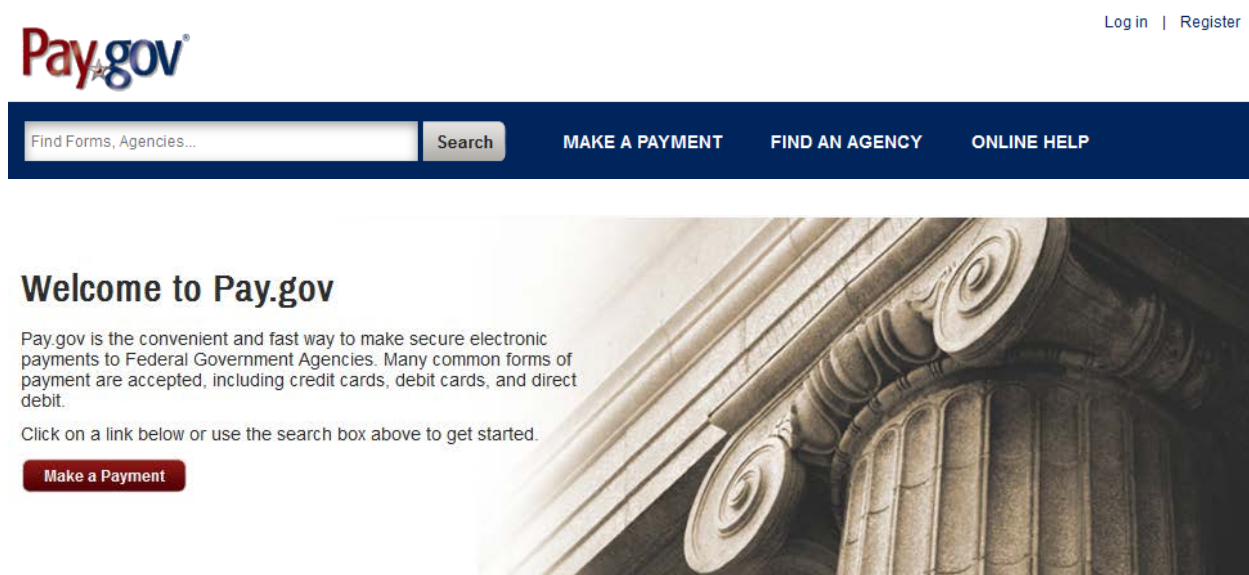 Log in | Register
Pay.gov®
Find Forms, Agencies...
Search
MAKE A PAYMENT
FIND AN AGENCY
ONLINE HELP
Welcome to Pay.gov
Pay.gov is the convenient and fast way to make secure electronic
payments to Federal Government Agencies. Many common forms of
payment are accepted, including credit cards, debit cards, and direct
debit.
Click on a link below or use the search box above to get started.
Make a Payment